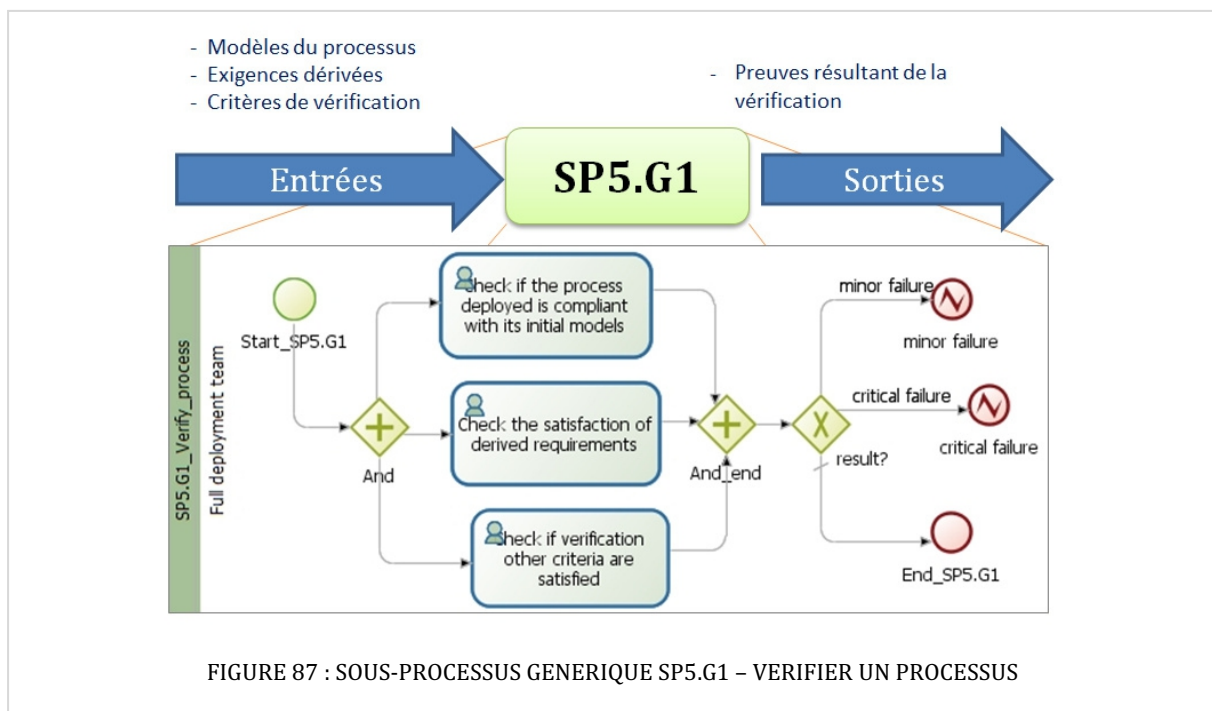 - Modèles du processus
- Exigences dérivées
- Critères de vérification
- Preuves résultant de la
vérification
Entrées
SP5.G1
Sorties
SP5.G1_Verify_process
Full deployment team
Start_SP5.G1
And
Check if the process
deployed is compliant
with its initial models
Check the satisfaction of
derived requirements
Check if verification
other criteria are
satisfied
And_end
result?
minor failure
minor failure
critical failure
critical failure
End_SP5.G1
FIGURE 87 : SOUS-PROCESSUS GENERIQUE SP5.G1 – VERIFIER UN PROCESSUS